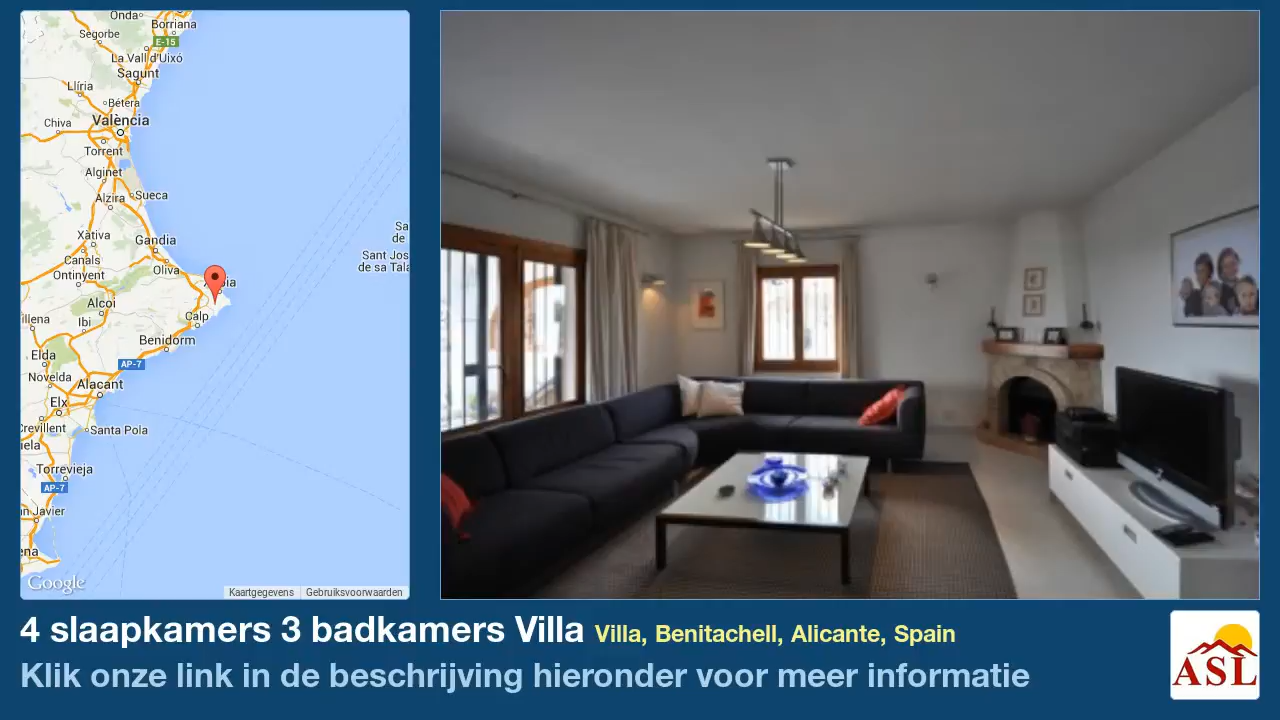 Onda
Borriana
Segorbe
E-15
La Vall d'Uixó
Sagunt
Llíria
Bétera
València
Chiva
Torrent
Alginet
Alzira
Sueca
Xàtiva
Gandia
Canals
Oliva
Ontinyent
Alcoi
Calp
Ibi
Benidorm
Elda
AP-7
Novelda
Alacant
Elx
Crevillent
Santa Pola
Torrevieja
AP-7
Sant Jos
de sa Tala
Google
Kaartgegevens
Gebruiksvoorwaarden
4 slaapkamers 3 badkamers Villa Villa, Benitachell, Alicante, Spain
Klik onze link in de beschrijving hieronder voor meer informatie
ASL